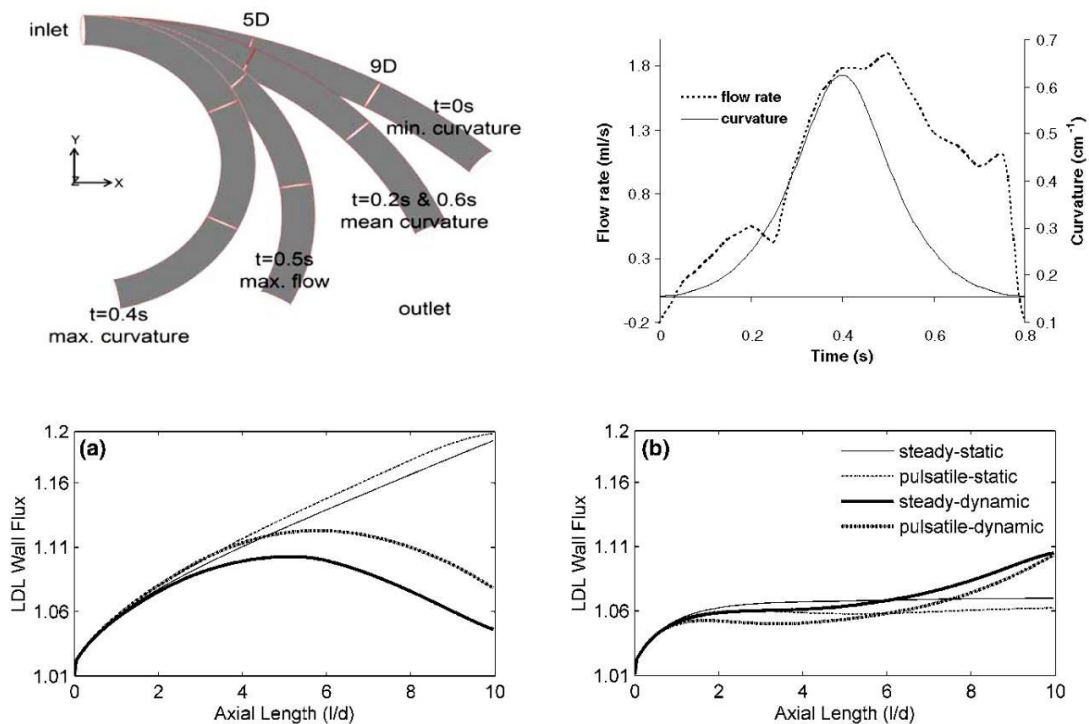 inlet
5D
9D
t=0s
min. curvature
Y
Z
X
t=0.2s & 0.6s
mean curvature
t=0.5s
max. flow
outlet
t=0.4s
max. curvature
1.8
1.3
0.8
0.3
-0.2
Flow rate (ml/s)
flow rate
curvature
0.7
0.6
0.5
0.4
0.3
0.2
0.1
Curvature (cm-1)
0
0.2
0.4
0.6
0.8
Time (s)
(a)
1.2
1.16
1.11
1.06
1.01
LDL Wall Flux
0
2
4
6
8
10
Axial Length (l/d)
(b)
steady-static
pulsatile-static
steady-dynamic
pulsatile-dynamic
1.2
1.16
1.11
1.06
1.01
LDL Wall Flux
0
2
4
6
8
10
Axial Length (l/d)